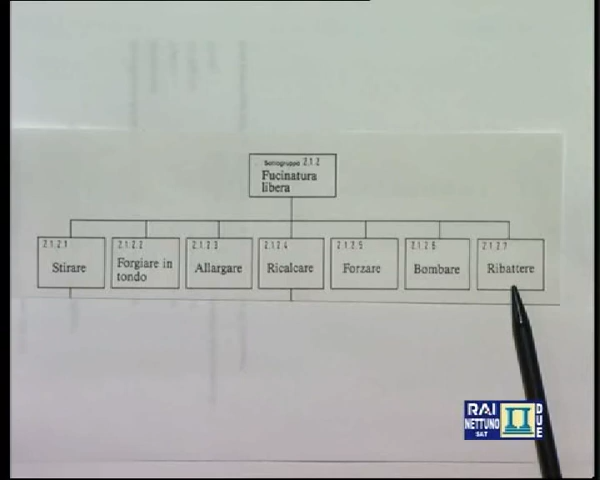 Sottogruppo 2.1.2
Fucinatura
libera
2.1.2.1
Stirare
2.1.2.2
Forgiare in
tondo
2.1.2.3
Allargare
2.1.2.4
Ricalcare
2.1.2.5
Forzare
2.1.2.6
Bombare
2.1.2.7
Ribattere
RAI
NETTUNO
SAT
DUE